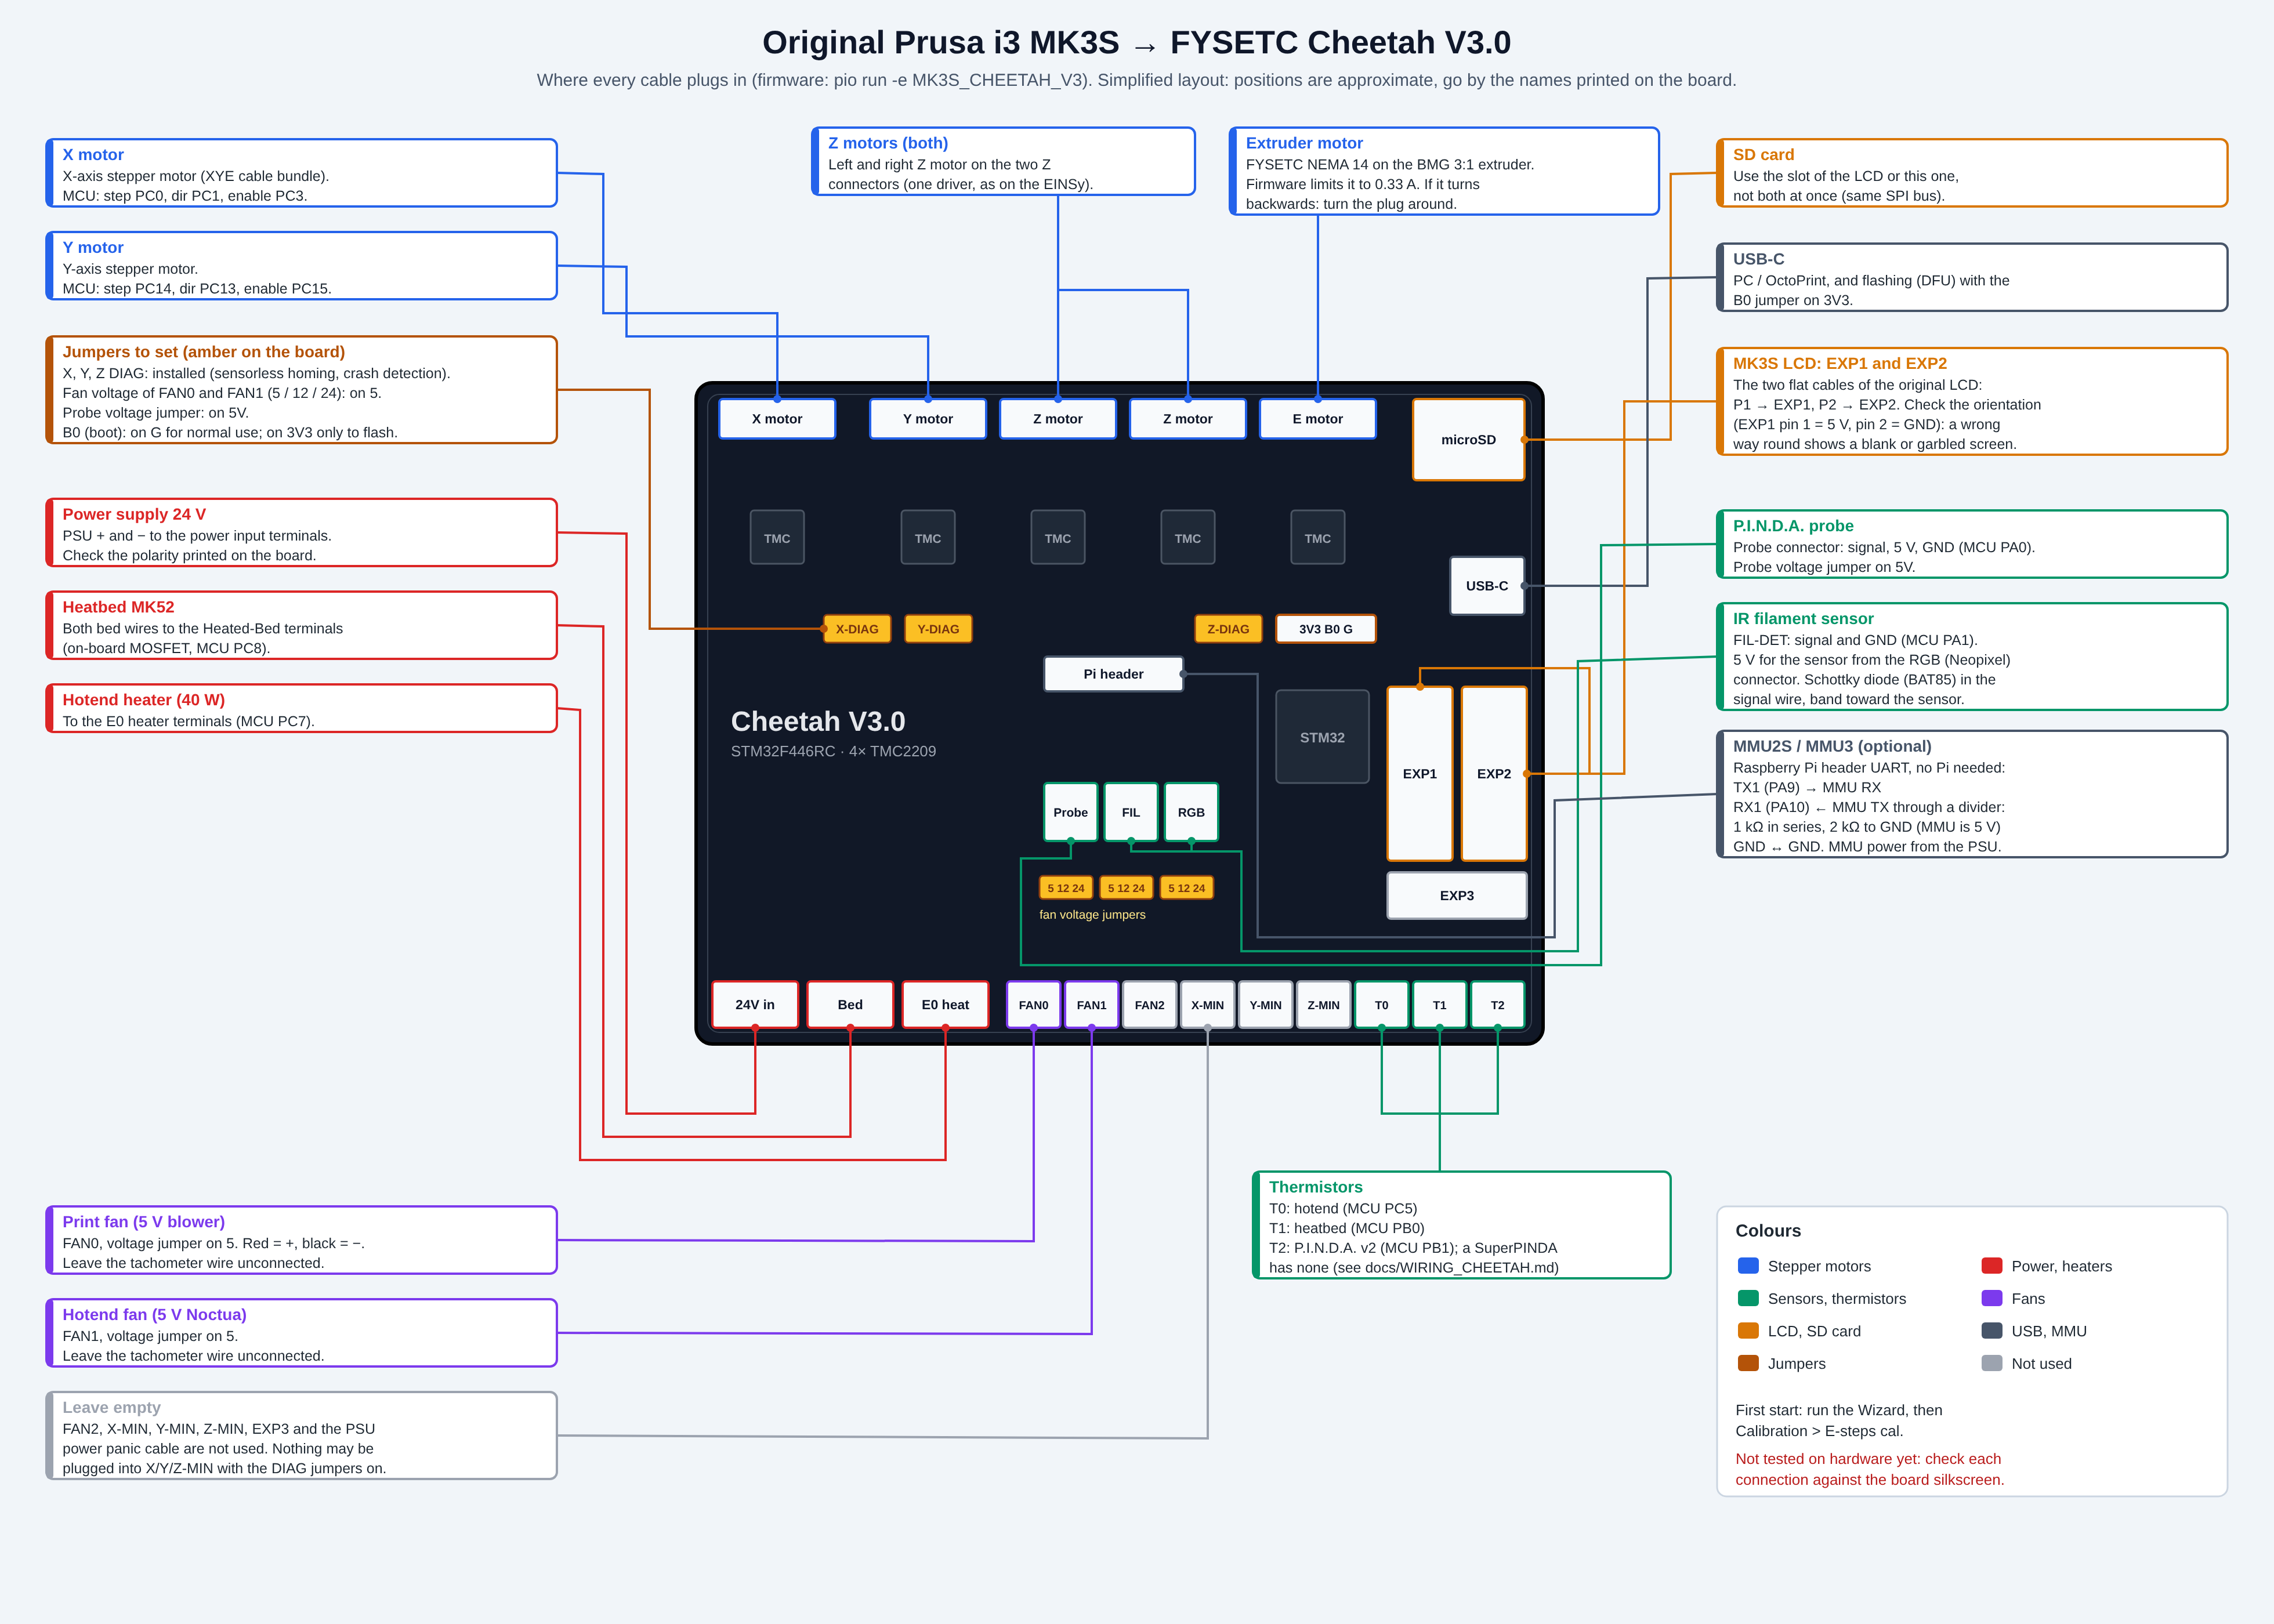 Original Prusa i3 MK3S → FYSETC Cheetah V3.0
Where every cable plugs in (firmware: pio run -e MK3S_CHEETAH_V3). Simplified layout: positions are approximate, go by the names printed on the board.
X motor
X-axis stepper motor (XYE cable bundle).
MCU: step PC0, dir PC1, enable PC3.
Y motor
Y-axis stepper motor.
MCU: step PC14, dir PC13, enable PC15.
Jumpers to set (amber on the board)
X, Y, Z DIAG: installed (sensorless homing, crash detection).
Fan voltage of FAN0 and FAN1 (5 / 12 / 24): on 5.
Probe voltage jumper: on 5V.
B0 (boot): on G for normal use; on 3V3 only to flash.
Power supply 24 V
PSU + and − to the power input terminals.
Check the polarity printed on the board.
Heatbed MK52
Both bed wires to the Heated-Bed terminals
(on-board MOSFET, MCU PC8).
Hotend heater (40 W)
To the E0 heater terminals (MCU PC7).
Z motors (both)
Left and right Z motor on the two Z
connectors (one driver, as on the EINSy).
Extruder motor
FYSETC NEMA 14 on the BMG 3:1 extruder.
Firmware limits it to 0.33 A. If it turns
backwards: turn the plug around.
SD card
Use the slot of the LCD or this one,
not both at once (same SPI bus).
USB-C
PC / OctoPrint, and flashing (DFU) with the
B0 jumper on 3V3.
MK3S LCD: EXP1 and EXP2
The two flat cables of the original LCD:
P1 → EXP1, P2 → EXP2. Check the orientation
(EXP1 pin 1 = 5 V, pin 2 = GND): a wrong
way round shows a blank or garbled screen.
P.I.N.D.A. probe
Probe connector: signal, 5 V, GND (MCU PA0).
Probe voltage jumper on 5V.
IR filament sensor
FIL-DET: signal and GND (MCU PA1).
5 V for the sensor from the RGB (Neopixel)
connector. Schottky diode (BAT85) in the
signal wire, band toward the sensor.
MMU2S / MMU3 (optional)
Raspberry Pi header UART, no Pi needed:
TX1 (PA9) → MMU RX
RX1 (PA10) ← MMU TX through a divider:
1 kΩ in series, 2 kΩ to GND (MMU is 5 V)
GND ↔ GND. MMU power from the PSU.
X motor
Y motor
Z motor
Z motor
E motor
microSD
TMC
TMC
TMC
TMC
TMC
USB-C
X-DIAG
Y-DIAG
Z-DIAG
3V3 B0 G
Pi header
Cheetah V3.0
STM32F446RC · 4× TMC2209
STM32
EXP1
EXP2
Probe
FIL
RGB
5 12 24
5 12 24
5 12 24
fan voltage jumpers
EXP3
24V in
Bed
E0 heat
FAN0
FAN1
FAN2
X-MIN
Y-MIN
Z-MIN
T0
T1
T2
Print fan (5 V blower)
FAN0, voltage jumper on 5. Red = +, black = −.
Leave the tachometer wire unconnected.
Hotend fan (5 V Noctua)
FAN1, voltage jumper on 5.
Leave the tachometer wire unconnected.
Leave empty
FAN2, X-MIN, Y-MIN, Z-MIN, EXP3 and the PSU
power panic cable are not used. Nothing may be
plugged into X/Y/Z-MIN with the DIAG jumpers on.
Thermistors
T0: hotend (MCU PC5)
T1: heatbed (MCU PB0)
T2: P.I.N.D.A. v2 (MCU PB1); a SuperPINDA
has none (see docs/WIRING_CHEETAH.md)
Colours
Stepper motors
Power, heaters
Sensors, thermistors
Fans
LCD, SD card
USB, MMU
Jumpers
Not used
First start: run the Wizard, then
Calibration > E-steps cal.
Not tested on hardware yet: check each
connection against the board silkscreen.